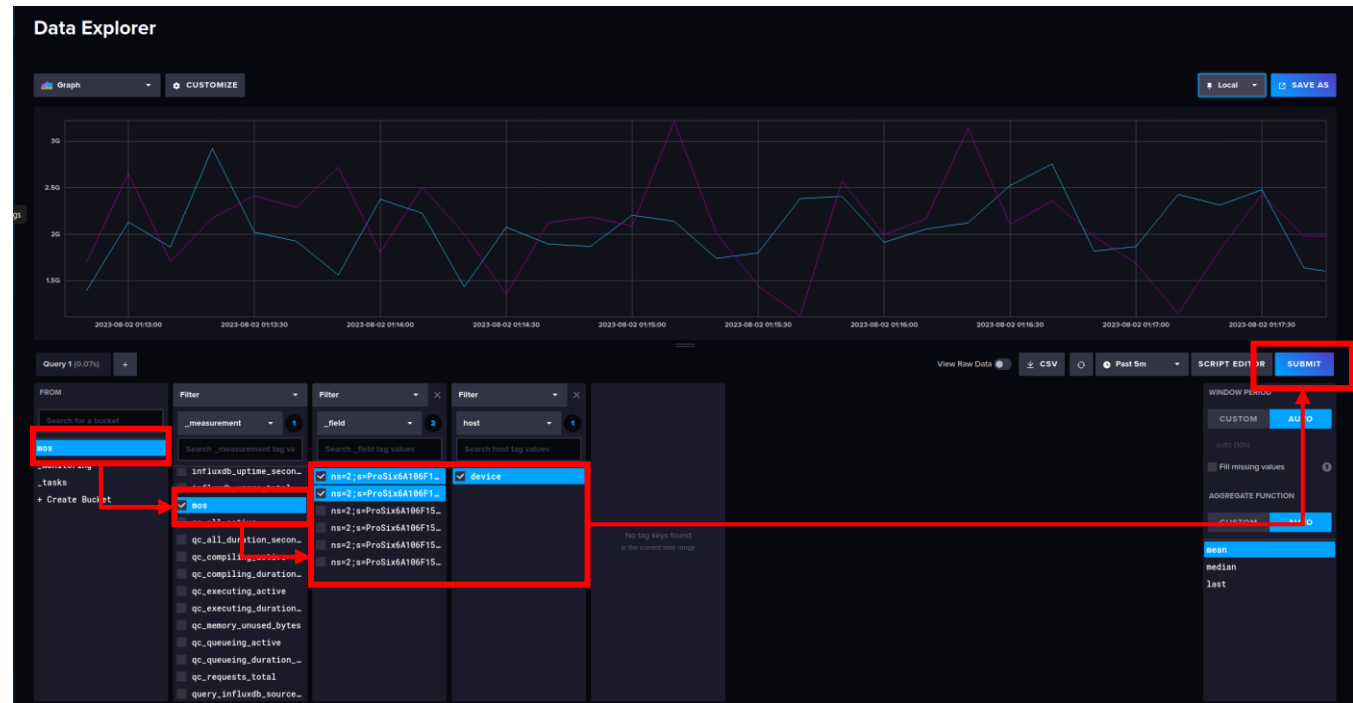 Data Explorer
Graph
CUSTOMIZE
Local
SAVE AS
3G
2.5G
gs
2G
1.5G
2023-08-02 01:13:00
2023-08-02 01:13:30
2023-08-02 01:14:00
2023-08-02 01:14:30
2023-08-02 01:15:00
2023-08-02 01:15:30
2023-08-02 01:16:00
2023-08-02 01:16:30
2023-08-02 01:17:00
2023-08-02 01:17:30
Query 1 (0.07s)
+
View Raw Data
CSV
Past 5m
SCRIPT EDITOR
SUBMIT
FROM
Search for a bucket
mos
_monitoring
_tasks
+ Create Bucket
Filter
_measurement
1
Search _measurement tag va
influxdb_uptime_secon…
mos
qc_all_duration_secon…
qc_compiling_active
qc_compiling_duration…
qc_executing_active
qc_executing_duration…
qc_memory_unused_bytes
qc_queueing_active
qc_queueing_duration_…
qc_requests_total
query_influxdb_source…
Filter
_field
2
Search _field tag values
ns=2;s=ProSix6A106F1…
ns=2;s=ProSix6A106F1…
ns=2;s=ProSix6A106F15…
ns=2;s=ProSix6A106F15…
ns=2;s=ProSix6A106F15…
ns=2;s=ProSix6A106F15…
Filter
host
1
Search host tag values
device
No tag keys found
in the current time range
WINDOW PERIOD
CUSTOM
AUTO
auto (10s)
Fill missing values
?
AGGREGATE FUNCTION
CUSTOM
AUTO
mean
median
last